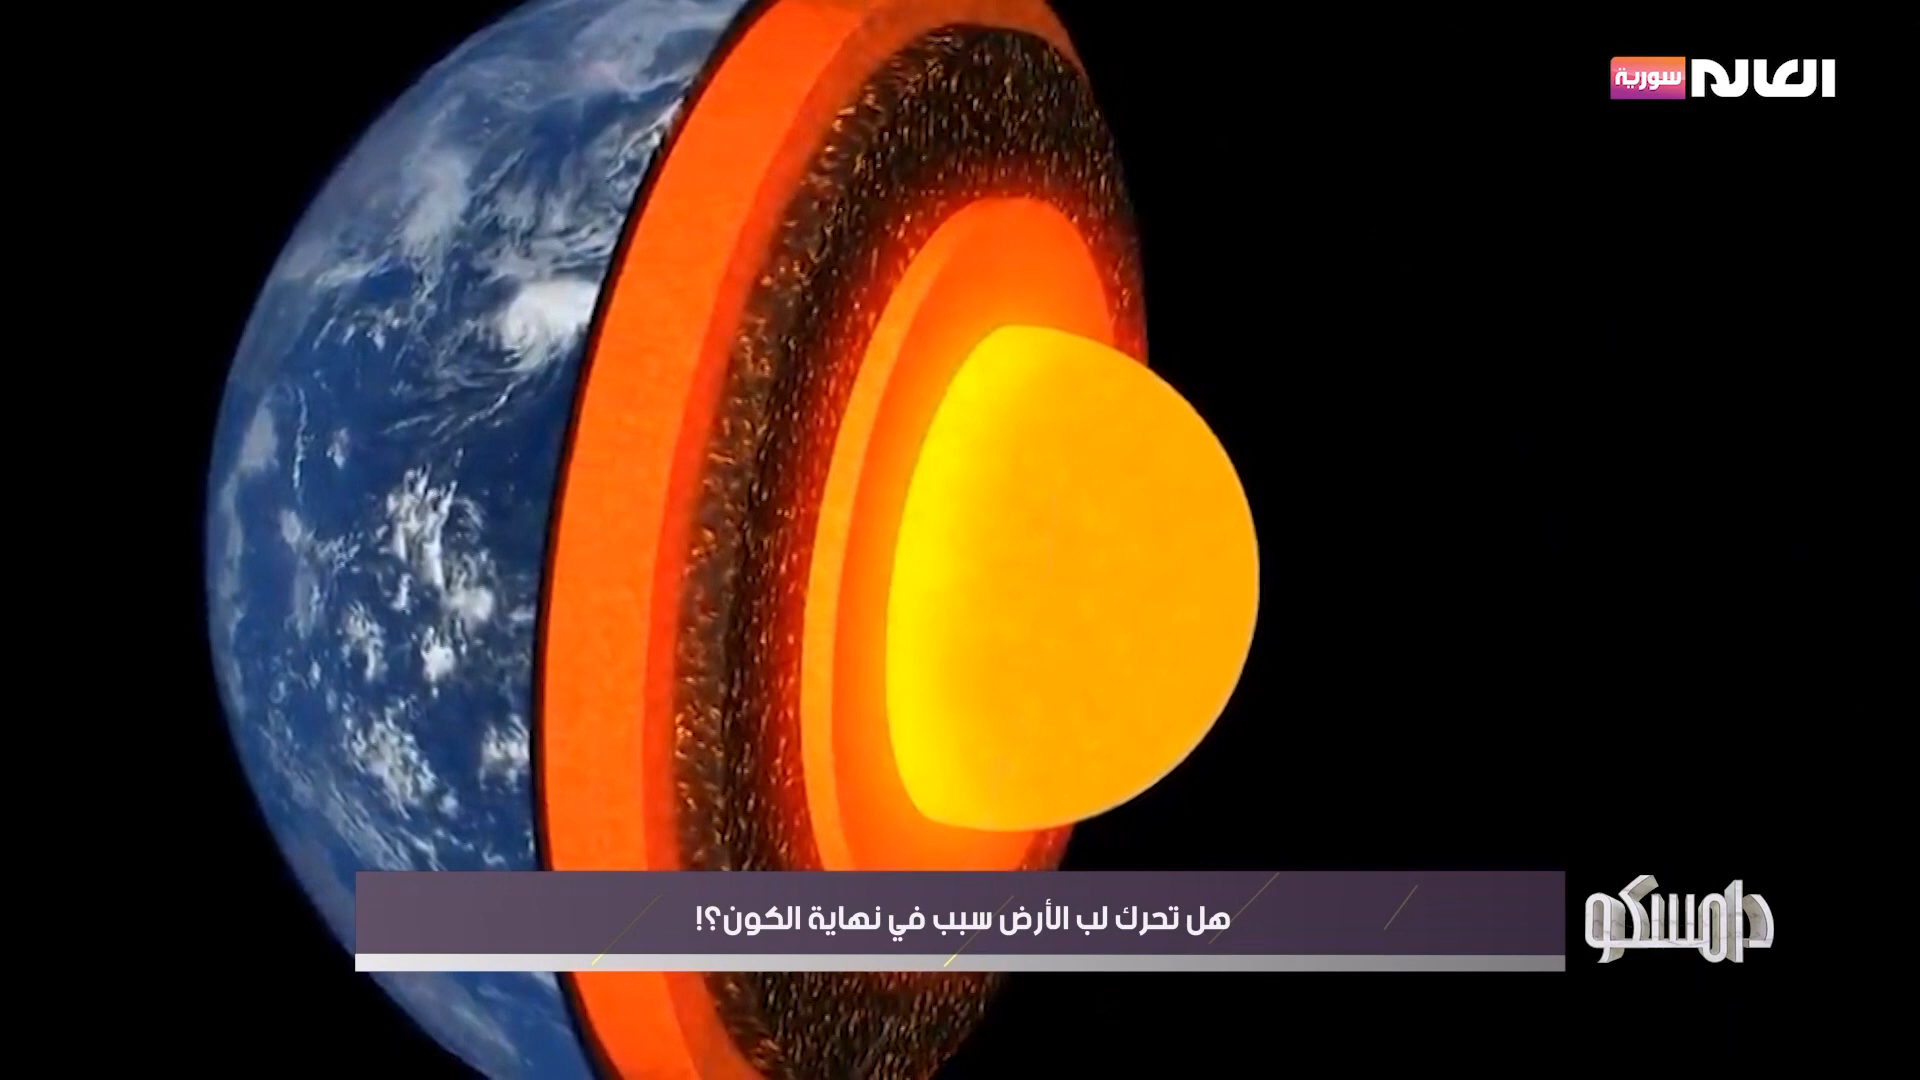 العالم سورية
هل تحرك لب الأرض سبب في نهاية الكون؟!
دامسكو